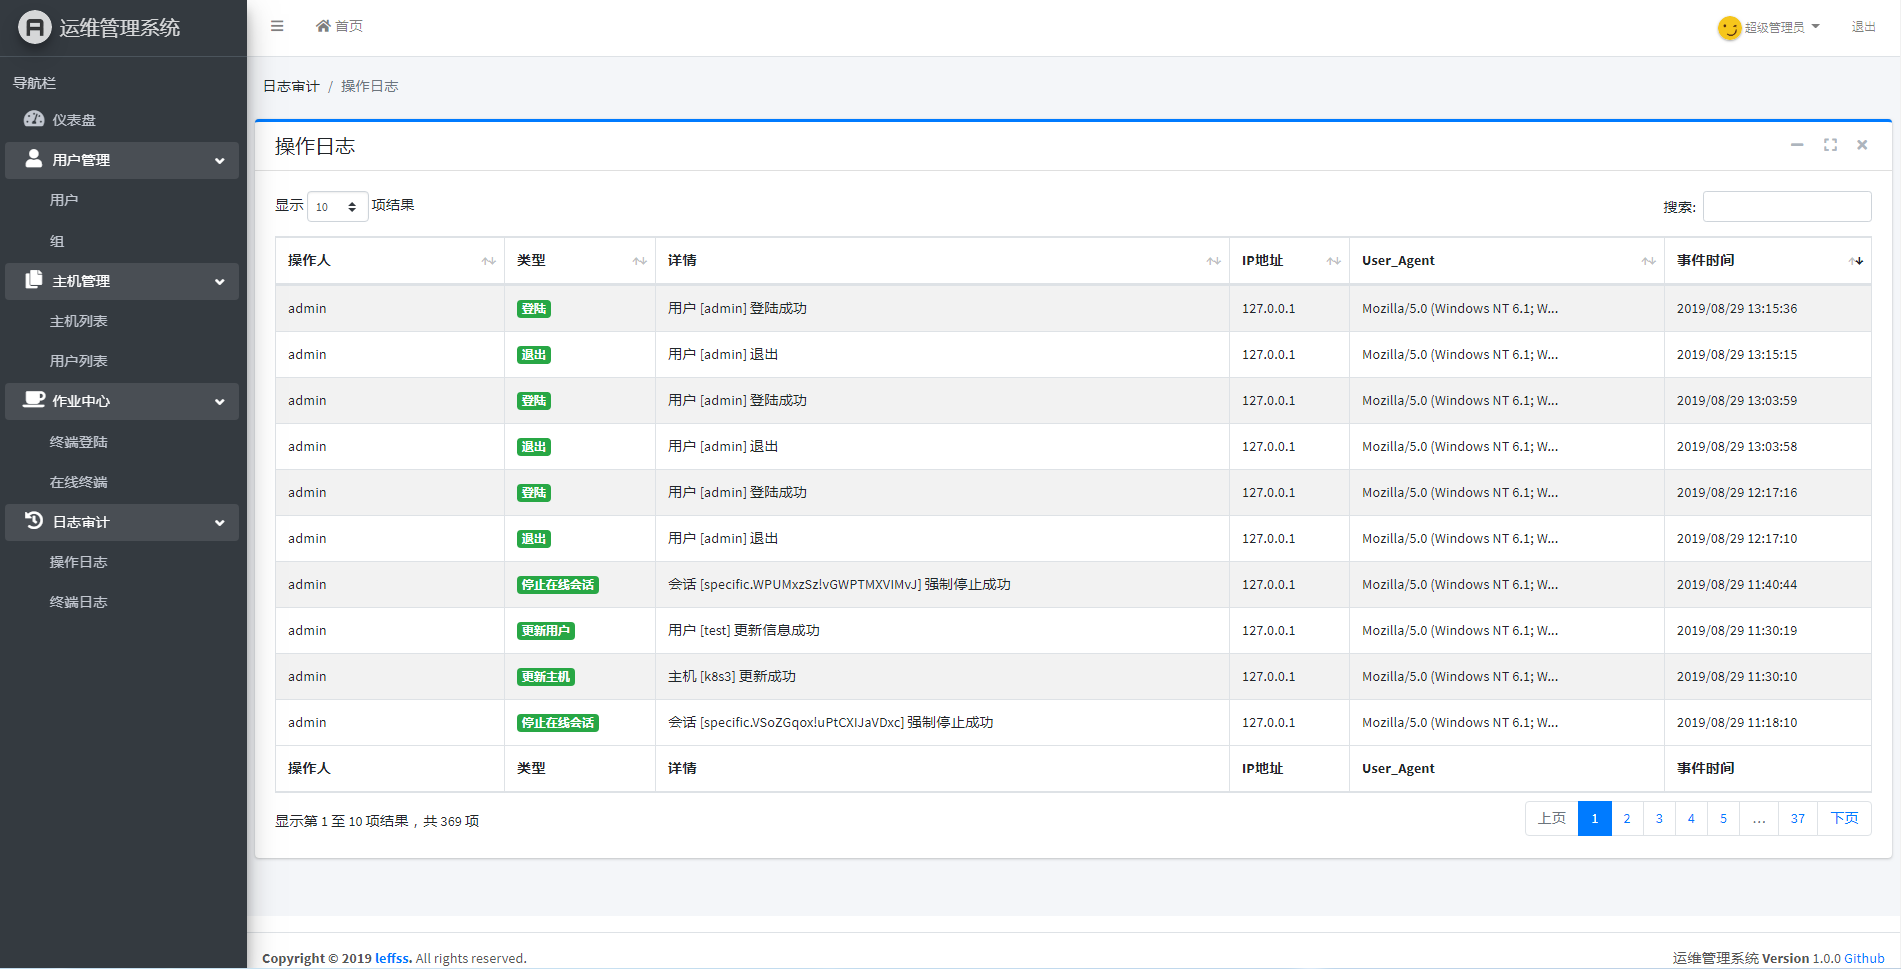 运维管理系统
首页
超级管理员
退出
导航栏
仪表盘
用户管理
用户
组
主机管理
主机列表
用户列表
作业中心
终端登陆
在线终端
日志审计
操作日志
终端日志
日志审计 / 操作日志
操作日志
显示 10 项结果
搜索:
操作人 类型 详情 IP地址 User_Agent 事件时间
admin 登陆 用户 [admin] 登陆成功 127.0.0.1 Mozilla/5.0 (Windows NT 6.1; W... 2019/08/29 13:15:36
admin 退出 用户 [admin] 退出 127.0.0.1 Mozilla/5.0 (Windows NT 6.1; W... 2019/08/29 13:15:15
admin 登陆 用户 [admin] 登陆成功 127.0.0.1 Mozilla/5.0 (Windows NT 6.1; W... 2019/08/29 13:03:59
admin 退出 用户 [admin] 退出 127.0.0.1 Mozilla/5.0 (Windows NT 6.1; W... 2019/08/29 13:03:58
admin 登陆 用户 [admin] 登陆成功 127.0.0.1 Mozilla/5.0 (Windows NT 6.1; W... 2019/08/29 12:17:16
admin 退出 用户 [admin] 退出 127.0.0.1 Mozilla/5.0 (Windows NT 6.1; W... 2019/08/29 12:17:10
admin 停止在线会话 会话 [specific.WPUMxzSz!vGWPTMXVIMvJ] 强制停止成功 127.0.0.1 Mozilla/5.0 (Windows NT 6.1; W... 2019/08/29 11:40:44
admin 更新用户 用户 [test] 更新信息成功 127.0.0.1 Mozilla/5.0 (Windows NT 6.1; W... 2019/08/29 11:30:19
admin 更新主机 主机 [k8s3] 更新成功 127.0.0.1 Mozilla/5.0 (Windows NT 6.1; W... 2019/08/29 11:30:10
admin 停止在线会话 会话 [specific.VSoZGqox!uPtCXIJaVDxc] 强制停止成功 127.0.0.1 Mozilla/5.0 (Windows NT 6.1; W... 2019/08/29 11:18:10
操作人 类型 详情 IP地址 User_Agent 事件时间
显示第 1 至 10 项结果，共 369 项
上页 1 2 3 4 5 … 37 下页
Copyright © 2019 leffss. All rights reserved.
运维管理系统 Version 1.0.0 Github